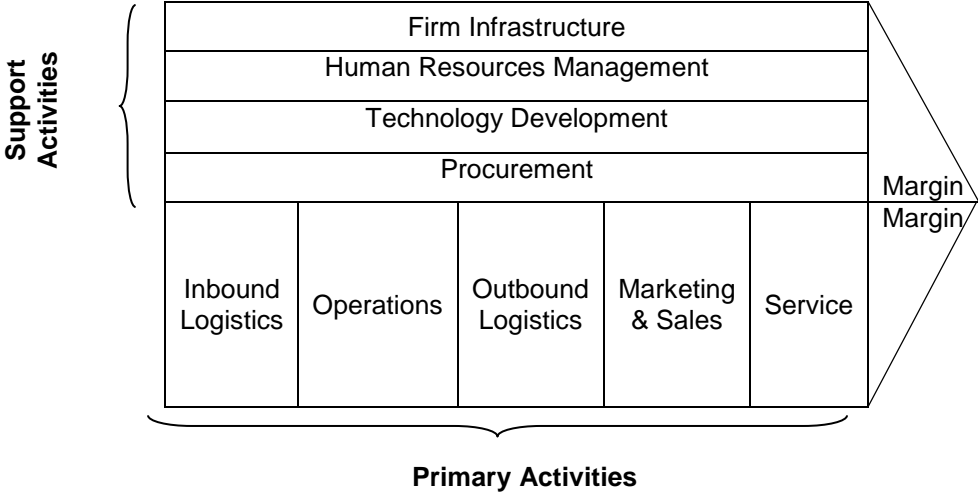 Support
Activities
Firm Infrastructure
Human Resources Management
Technology Development
Procurement
Margin
Margin
Inbound
Logistics
Operations
Outbound
Logistics
Marketing
& Sales
Service
Primary Activities